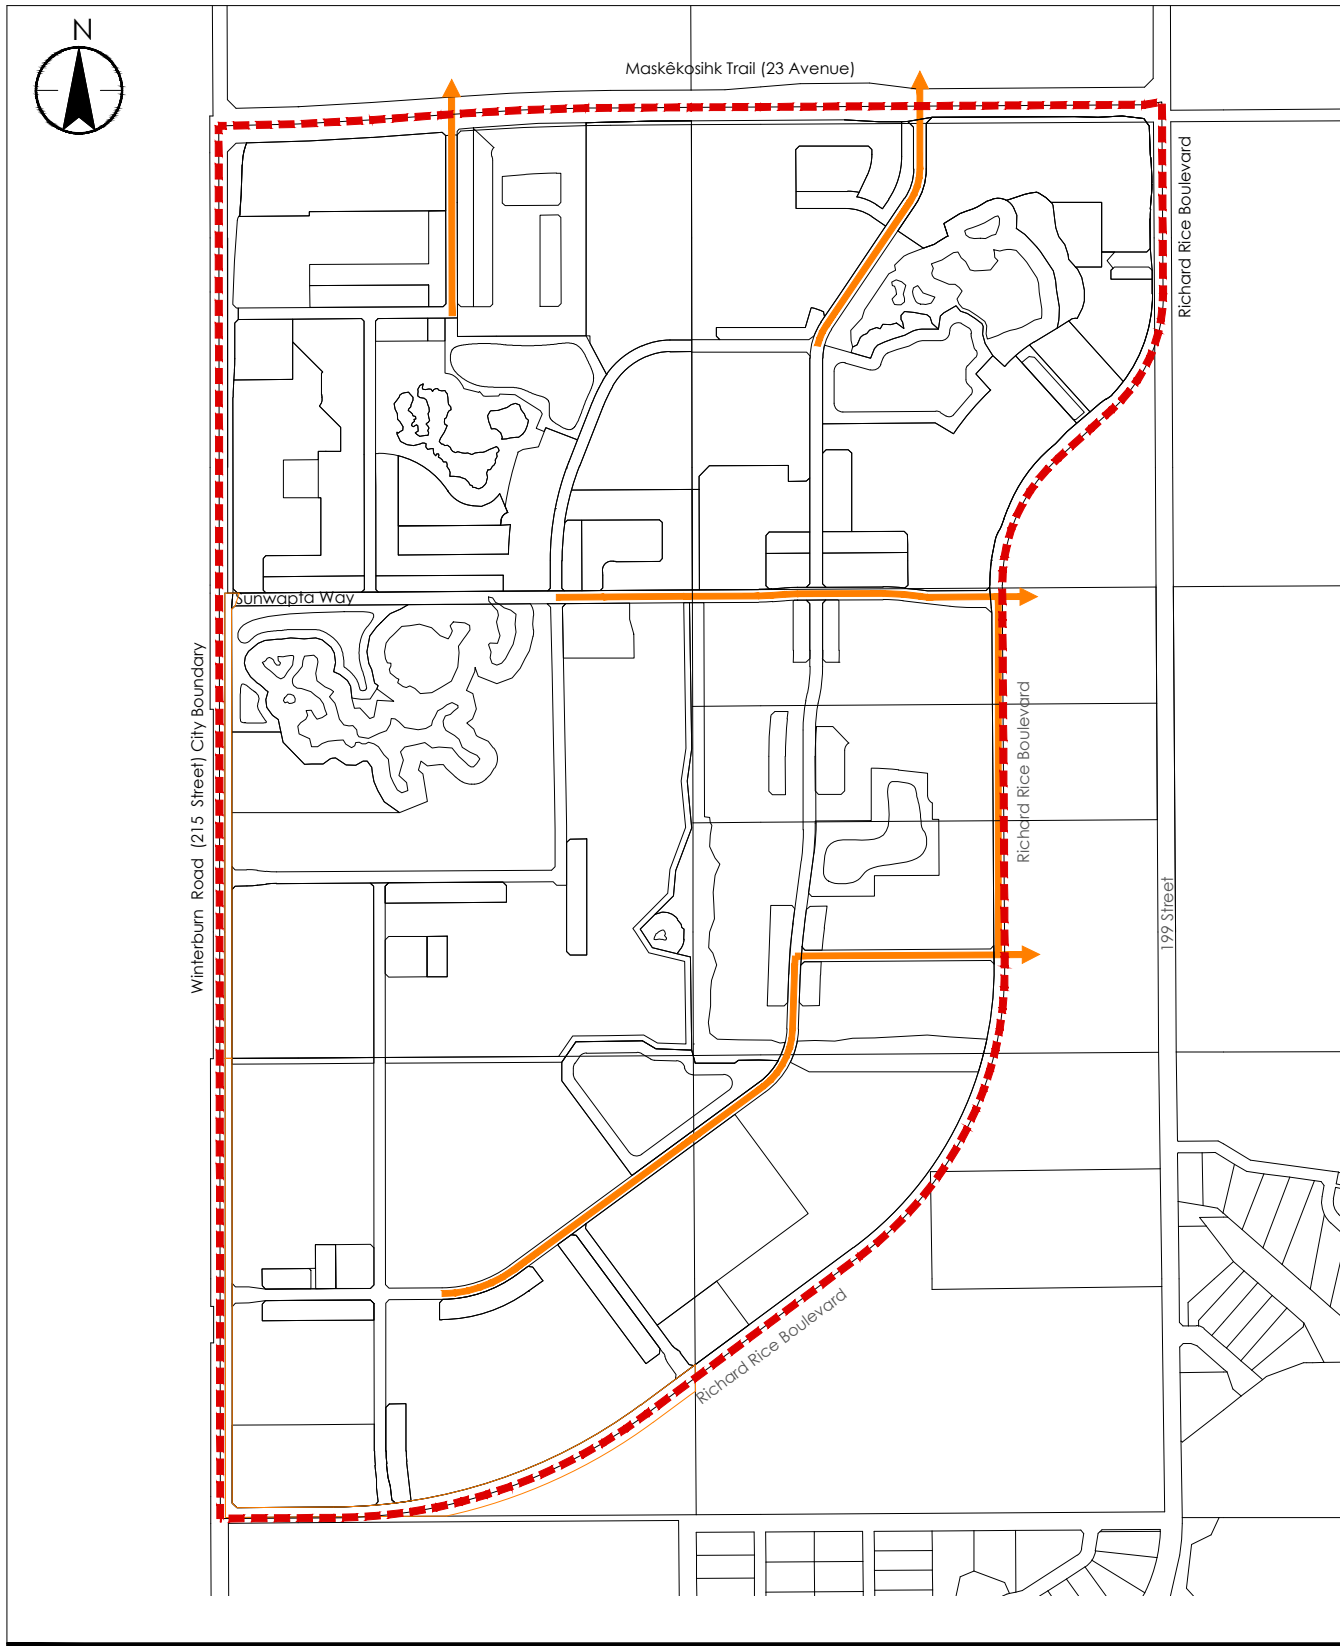 N
Maskêkosihk Trail (23 Avenue)
Richard Rice Boulevard
Sunwapta Way
Winterburn Road (215 Street) City Boundary
Richard Rice Boulevard
199 Street
Richard Rice Boulevard